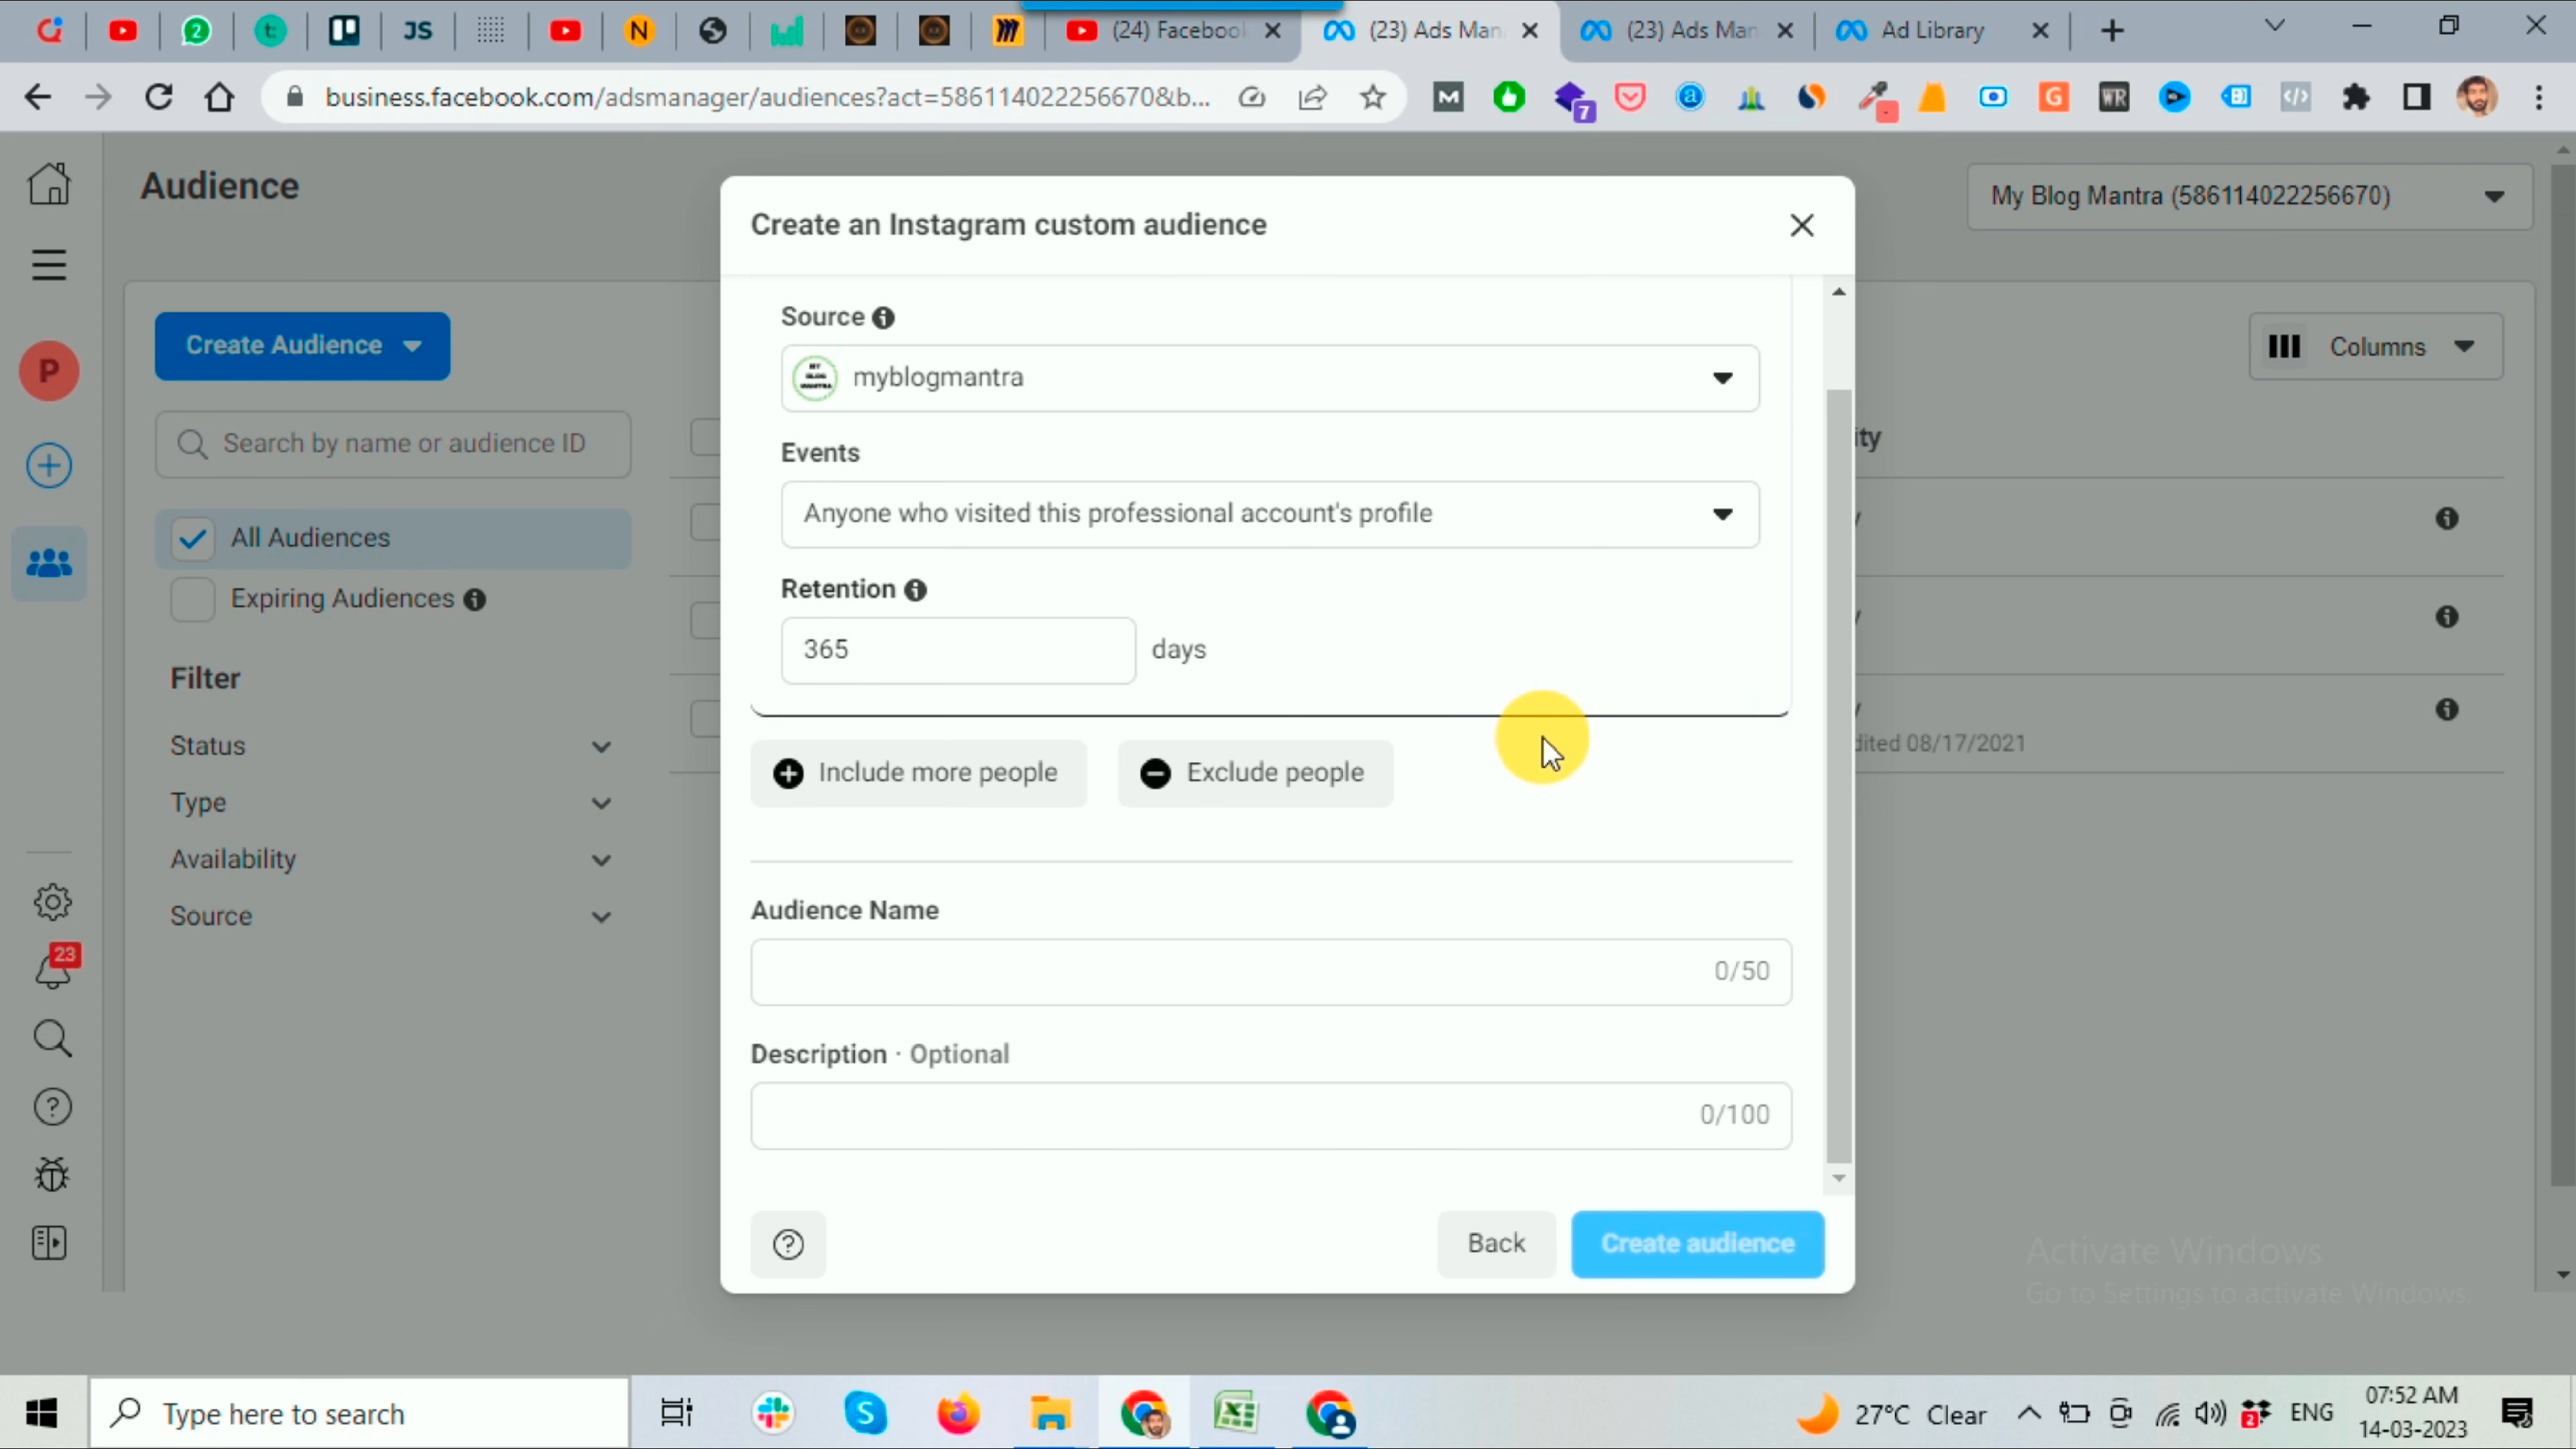 (24) Facebook
(23) Ads Man
(23) Ads Man
Ad Library
business.facebook.com/adsmanager/audiences?act=586114022256670&b...
Audience
My Blog Mantra (586114022256670)
Create Audience
Columns
Search by name or audience ID
All Audiences
Expiring Audiences
Filter
Status
Type
Availability
Source
P
23
Create an Instagram custom audience
Source
MY
BLOG
MANTRA
myblogmantra
Events
Anyone who visited this professional account's profile
Retention
365
days
Include more people
Exclude people
Audience Name
0/50
Description · Optional
0/100
Back
Create audience
ity
dited 08/17/2021
Activate Windows
Go to Settings to activate Windows.
Type here to search
27°C Clear
ENG
07:52 AM
14-03-2023